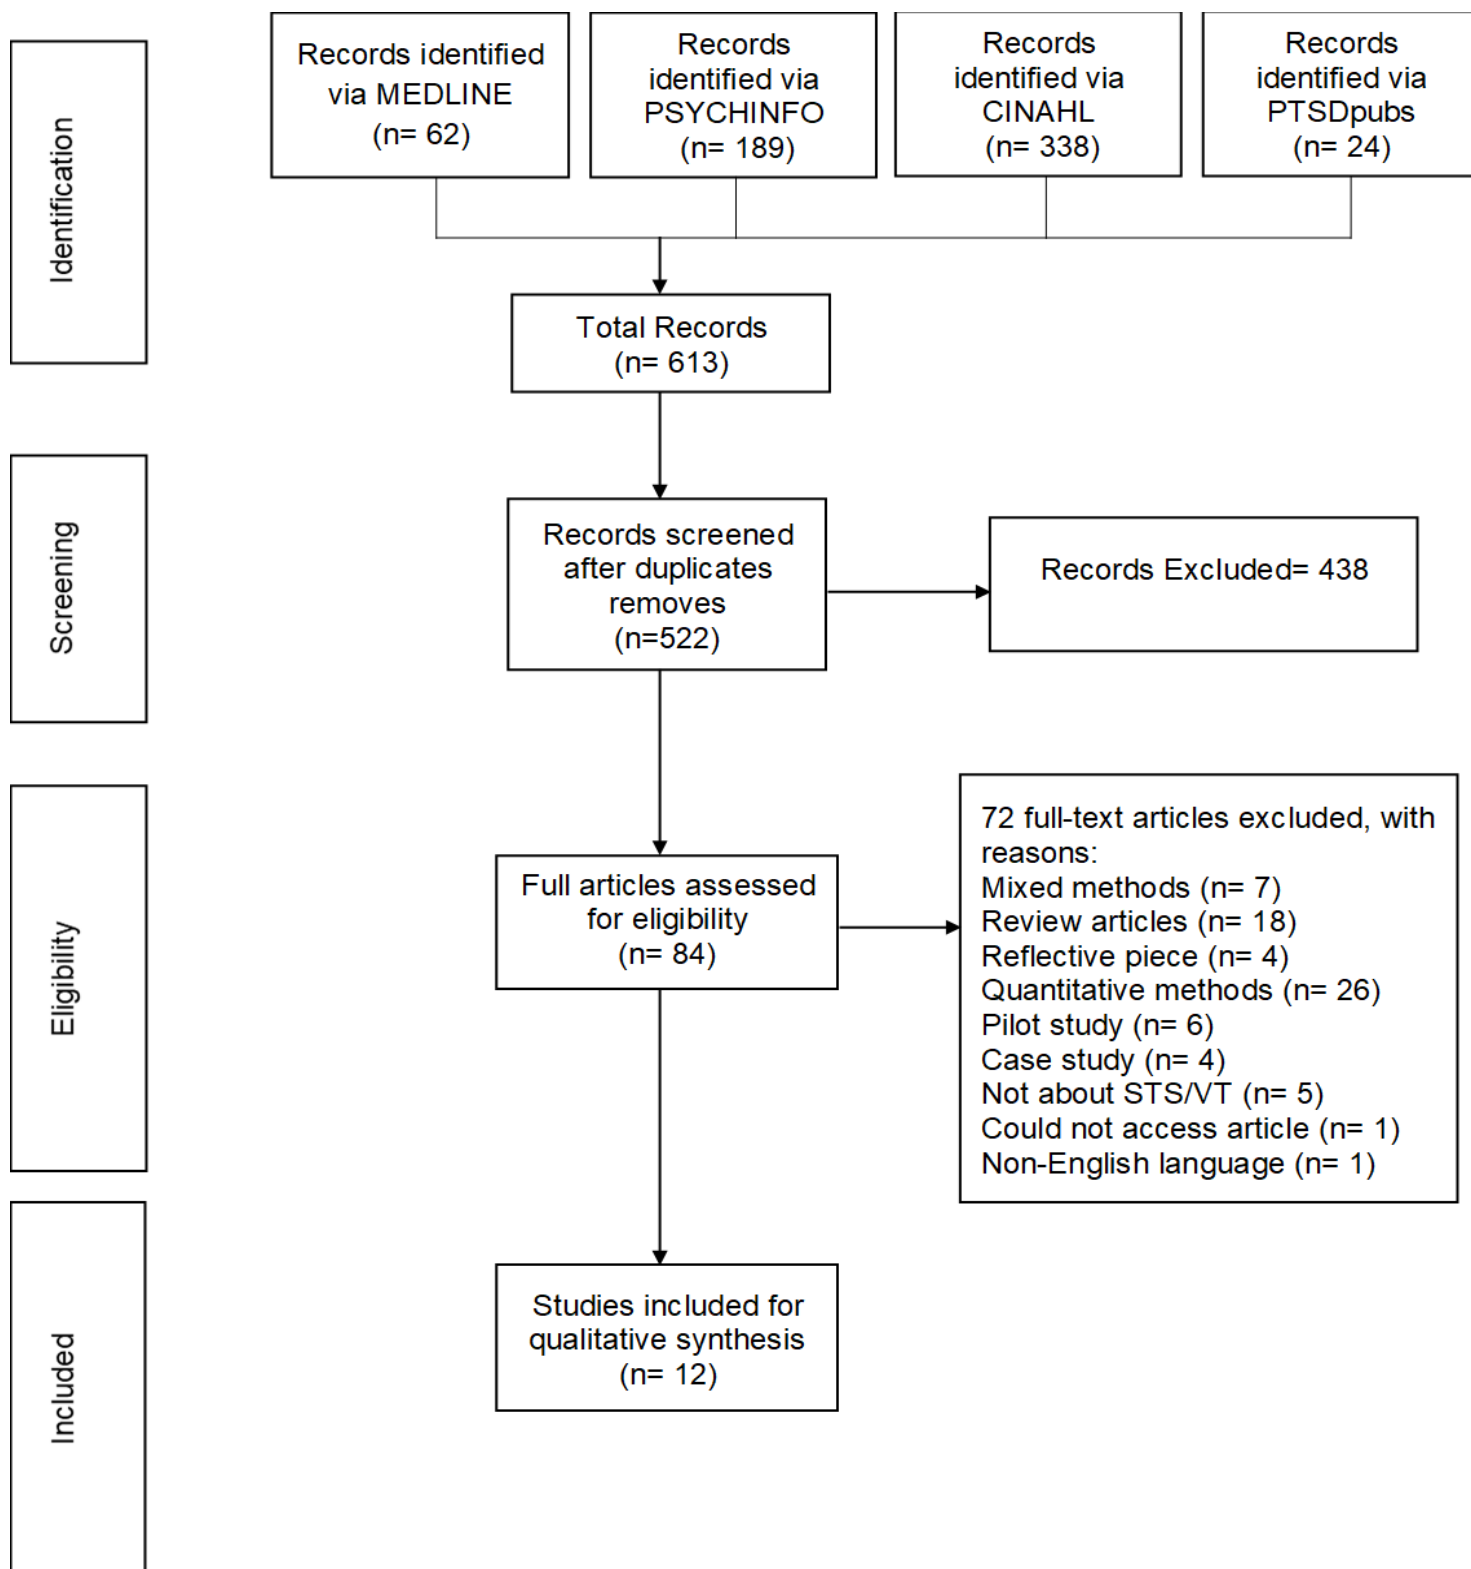 Identification
Records identified
via MEDLINE
(n= 62)
Records
identified via
PSYCHINFO
(n= 189)
Records
identified via
CINAHL
(n= 338)
Records
identified via
PTSDpubs
(n= 24)
Total Records
(n= 613)
Screening
Records screened
after duplicates
removes
(n=522)
Records Excluded= 438
Eligibility
Full articles assessed
for eligibility
(n= 84)
72 full-text articles excluded, with
reasons:
Mixed methods (n= 7)
Review articles (n= 18)
Reflective piece (n= 4)
Quantitative methods (n= 26)
Pilot study (n= 6)
Case study (n= 4)
Not about STS/VT (n= 5)
Could not access article (n= 1)
Non-English language (n= 1)
Included
Studies included for
qualitative synthesis
(n= 12)